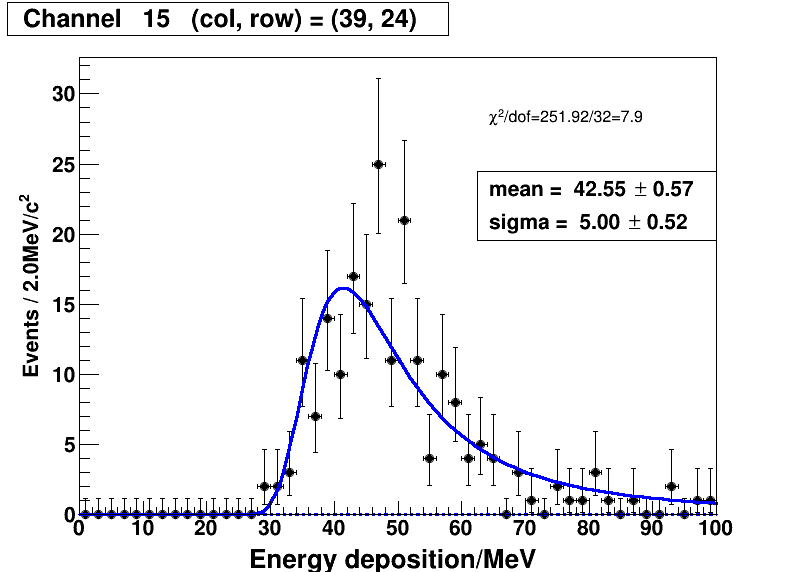 Channel 15 (col, row) = (39, 24)
χ²/dof=251.92/32=7.9
mean = 42.55 ± 0.57
sigma = 5.00 ± 0.52
Events / 2.0MeV/c²
30
25
20
15
10
5
0
0 10 20 30 40 50 60 70 80 90 100
Energy deposition/MeV